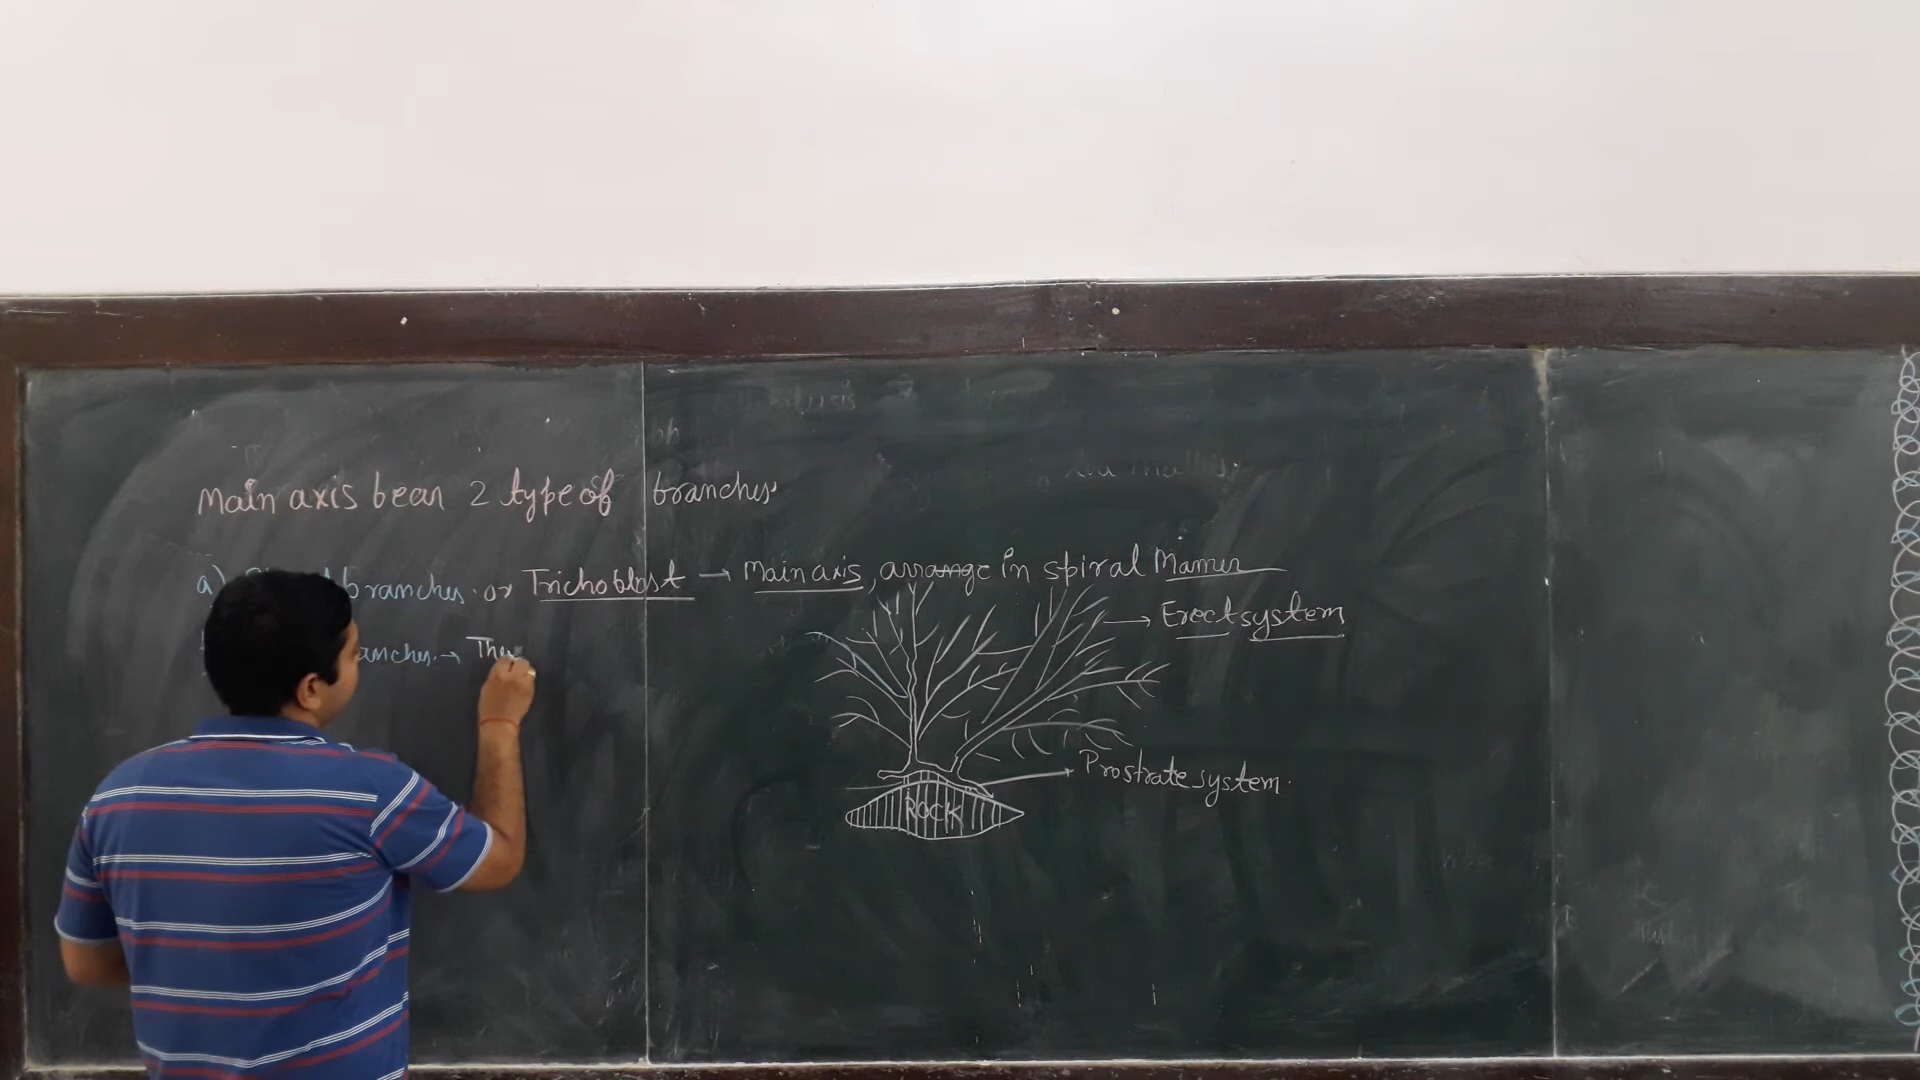 Main axis bear 2 type of branches
a) branches or Trichoblast → Main axis, arrange in spiral Manner
→ Erect system
→ The
→ Prostrate system.
ROCK